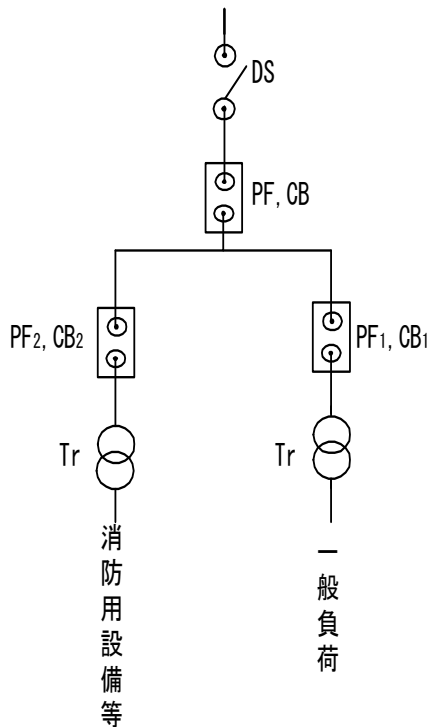 DS
PF, CB
PF₂, CB₂
PF₁, CB₁
Tr
Tr
消防用設備等
一般負荷